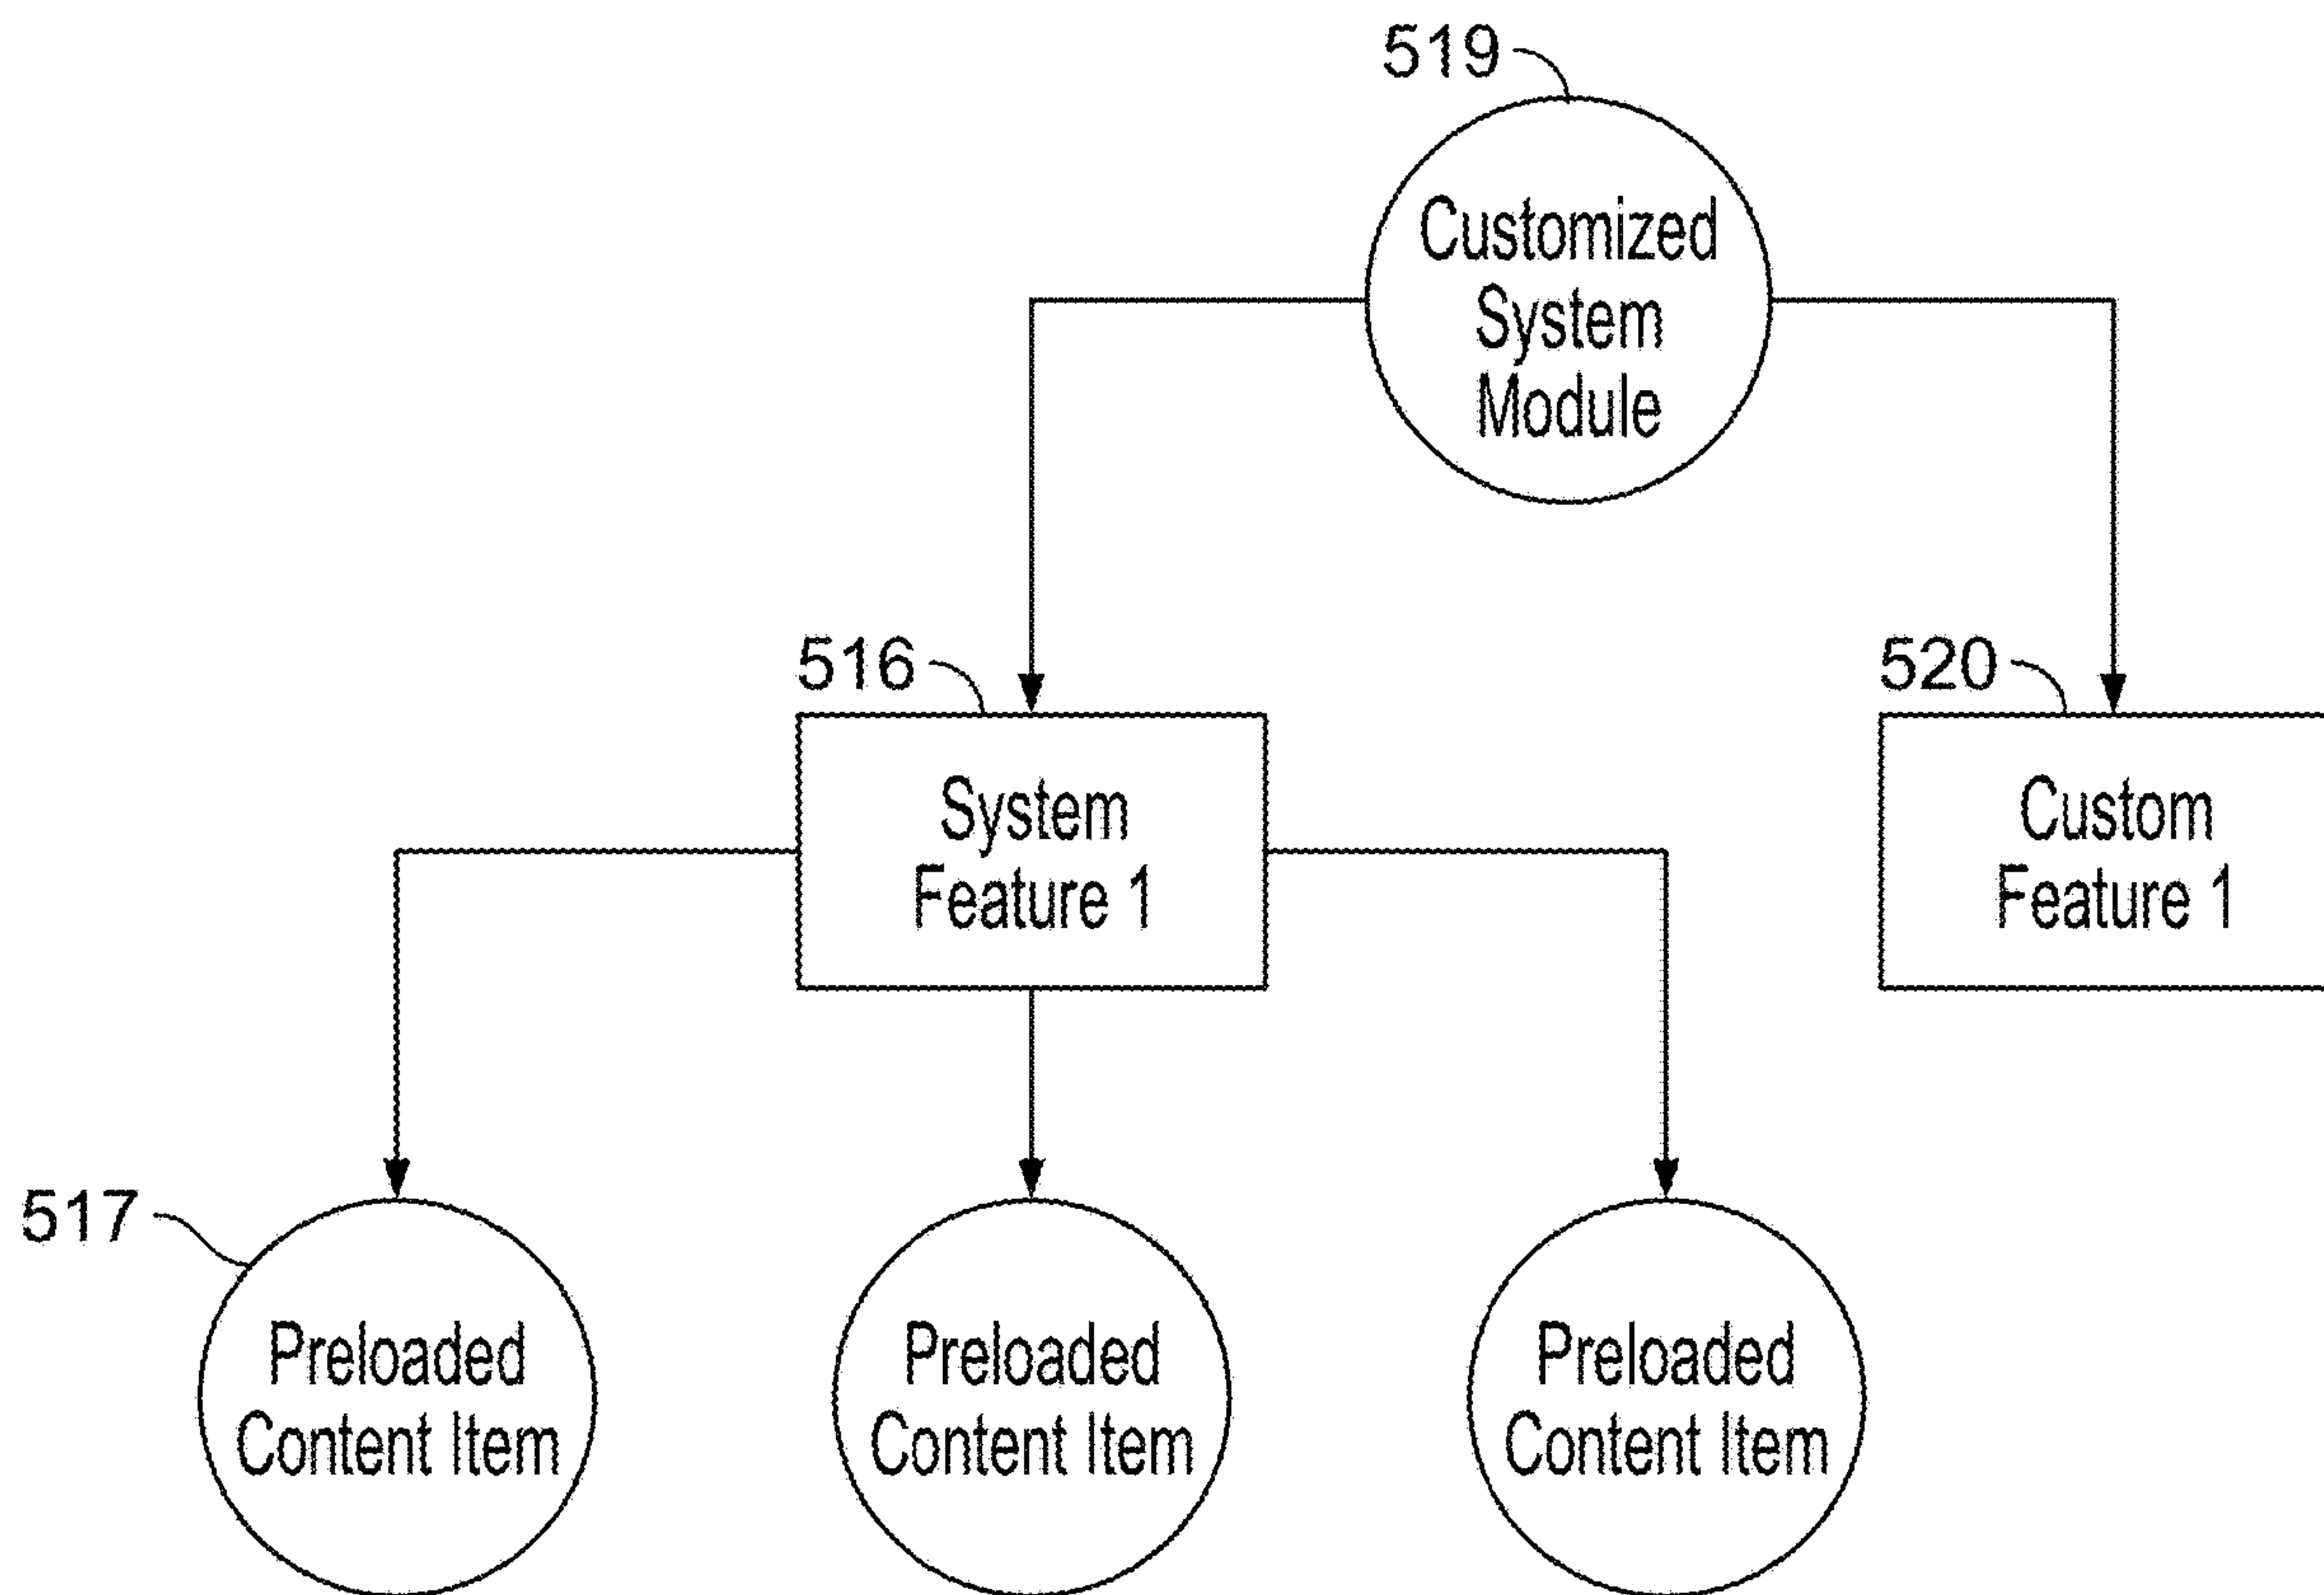 519
Customized
System
Module
516
520
System
Feature 1
Custom
Feature 1
517
Preloaded
Content Item
Preloaded
Content Item
Preloaded
Content Item